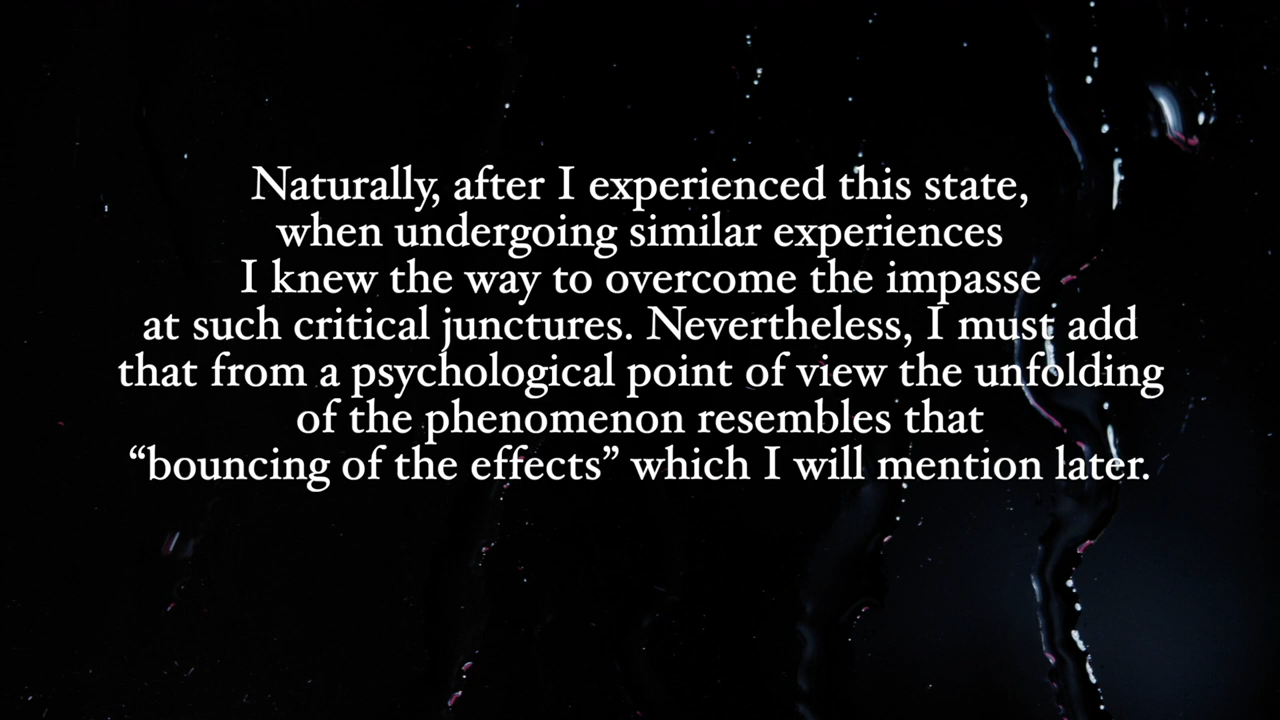 Naturally, after I experienced this state,
when undergoing similar experiences
I knew the way to overcome the impasse
at such critical junctures. Nevertheless, I must add
that from a psychological point of view the unfolding
of the phenomenon resembles that
“bouncing of the effects” which I will mention later.